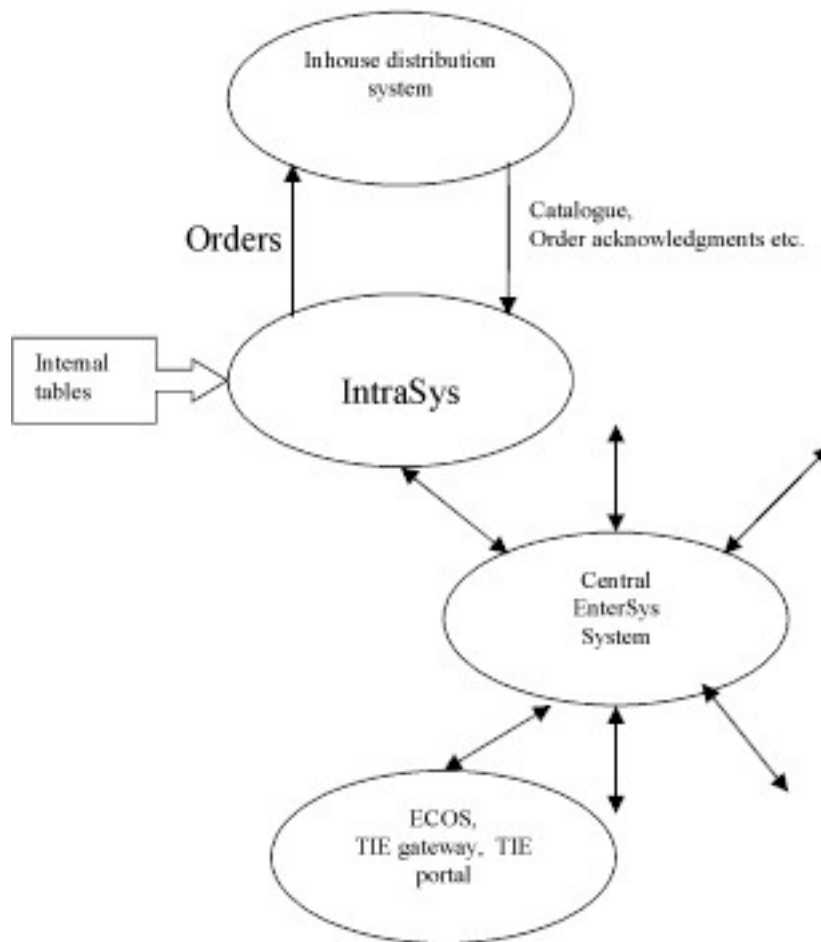 Inhouse distribution
system
Orders
Catalogue,
Order acknowledgments etc.
Internal
tables
IntraSys
Central
EnterSys
System
ECOS,
TIE gateway, TIE
portal